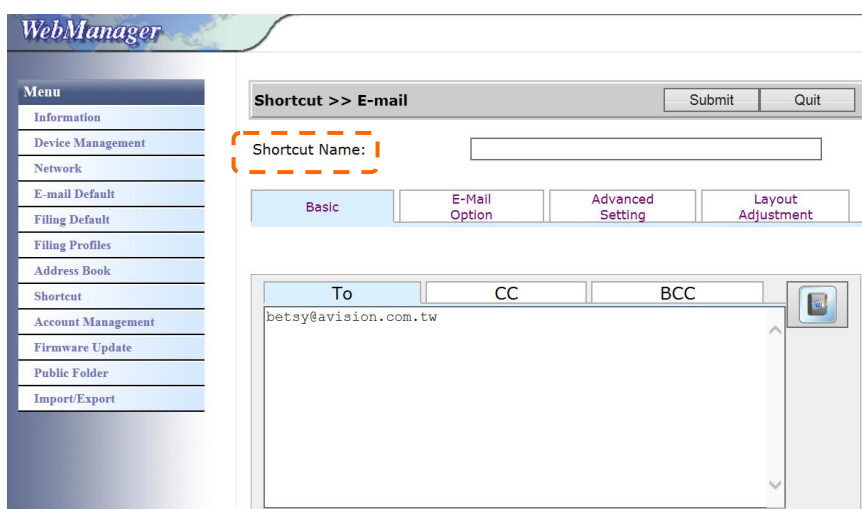 WebManager
Menu
Information
Device Management
Network
E-mail Default
Filing Default
Filing Profiles
Address Book
Shortcut
Account Management
Firmware Update
Public Folder
Import/Export
Shortcut >> E-mail
Submit
Quit
Shortcut Name:
Basic
E-Mail
Option
Advanced
Setting
Layout
Adjustment
To
CC
BCC
betsy@avision.com.tw